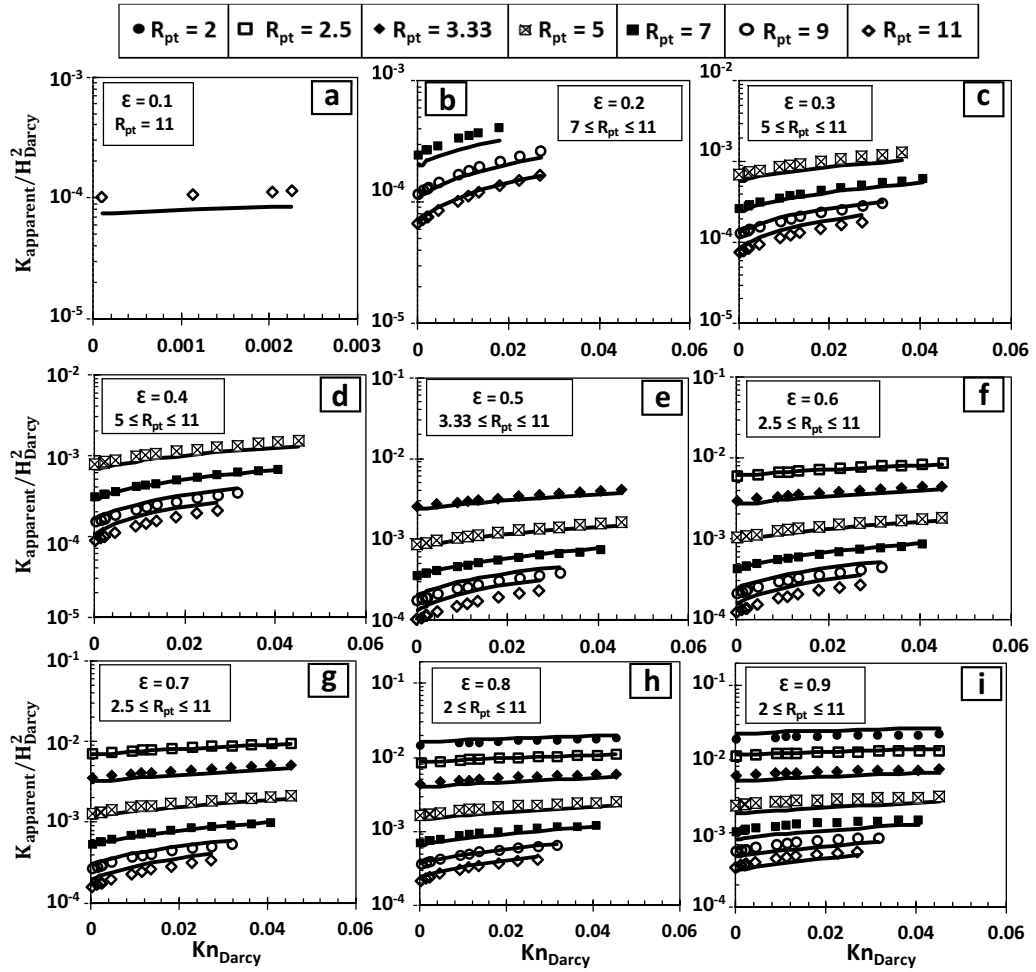 R_pt = 2 R_pt = 2.5 R_pt = 3.33 R_pt = 5 R_pt = 7 R_pt = 9 R_pt = 11
K_apparent/H²_Darcy
10^-3
10^-4
10^-5
ε = 0.1
R_pt = 11
a
0 0.001 0.002 0.003
10^-3
10^-4
10^-5
b
ε = 0.2
7 ≤ R_pt ≤ 11
0 0.02 0.04 0.06
10^-2
10^-3
10^-4
10^-5
ε = 0.3
5 ≤ R_pt ≤ 11
c
0 0.02 0.04 0.06
K_apparent/H²_Darcy
10^-2
10^-3
10^-4
10^-5
ε = 0.4
5 ≤ R_pt ≤ 11
d
0 0.02 0.04 0.06
10^-1
10^-2
10^-3
10^-4
ε = 0.5
3.33 ≤ R_pt ≤ 11
e
0 0.02 0.04 0.06
10^-1
10^-2
10^-3
10^-4
ε = 0.6
2.5 ≤ R_pt ≤ 11
f
0 0.02 0.04 0.06
K_apparent/H²_Darcy
10^-1
10^-2
10^-3
10^-4
ε = 0.7
2.5 ≤ R_pt ≤ 11
g
0 0.02 0.04 0.06
Kn_Darcy
10^-1
10^-2
10^-3
10^-4
ε = 0.8
2 ≤ R_pt ≤ 11
h
0 0.02 0.04 0.06
Kn_Darcy
10^-1
10^-2
10^-3
10^-4
ε = 0.9
2 ≤ R_pt ≤ 11
i
0 0.02 0.04 0.06
Kn_Darcy